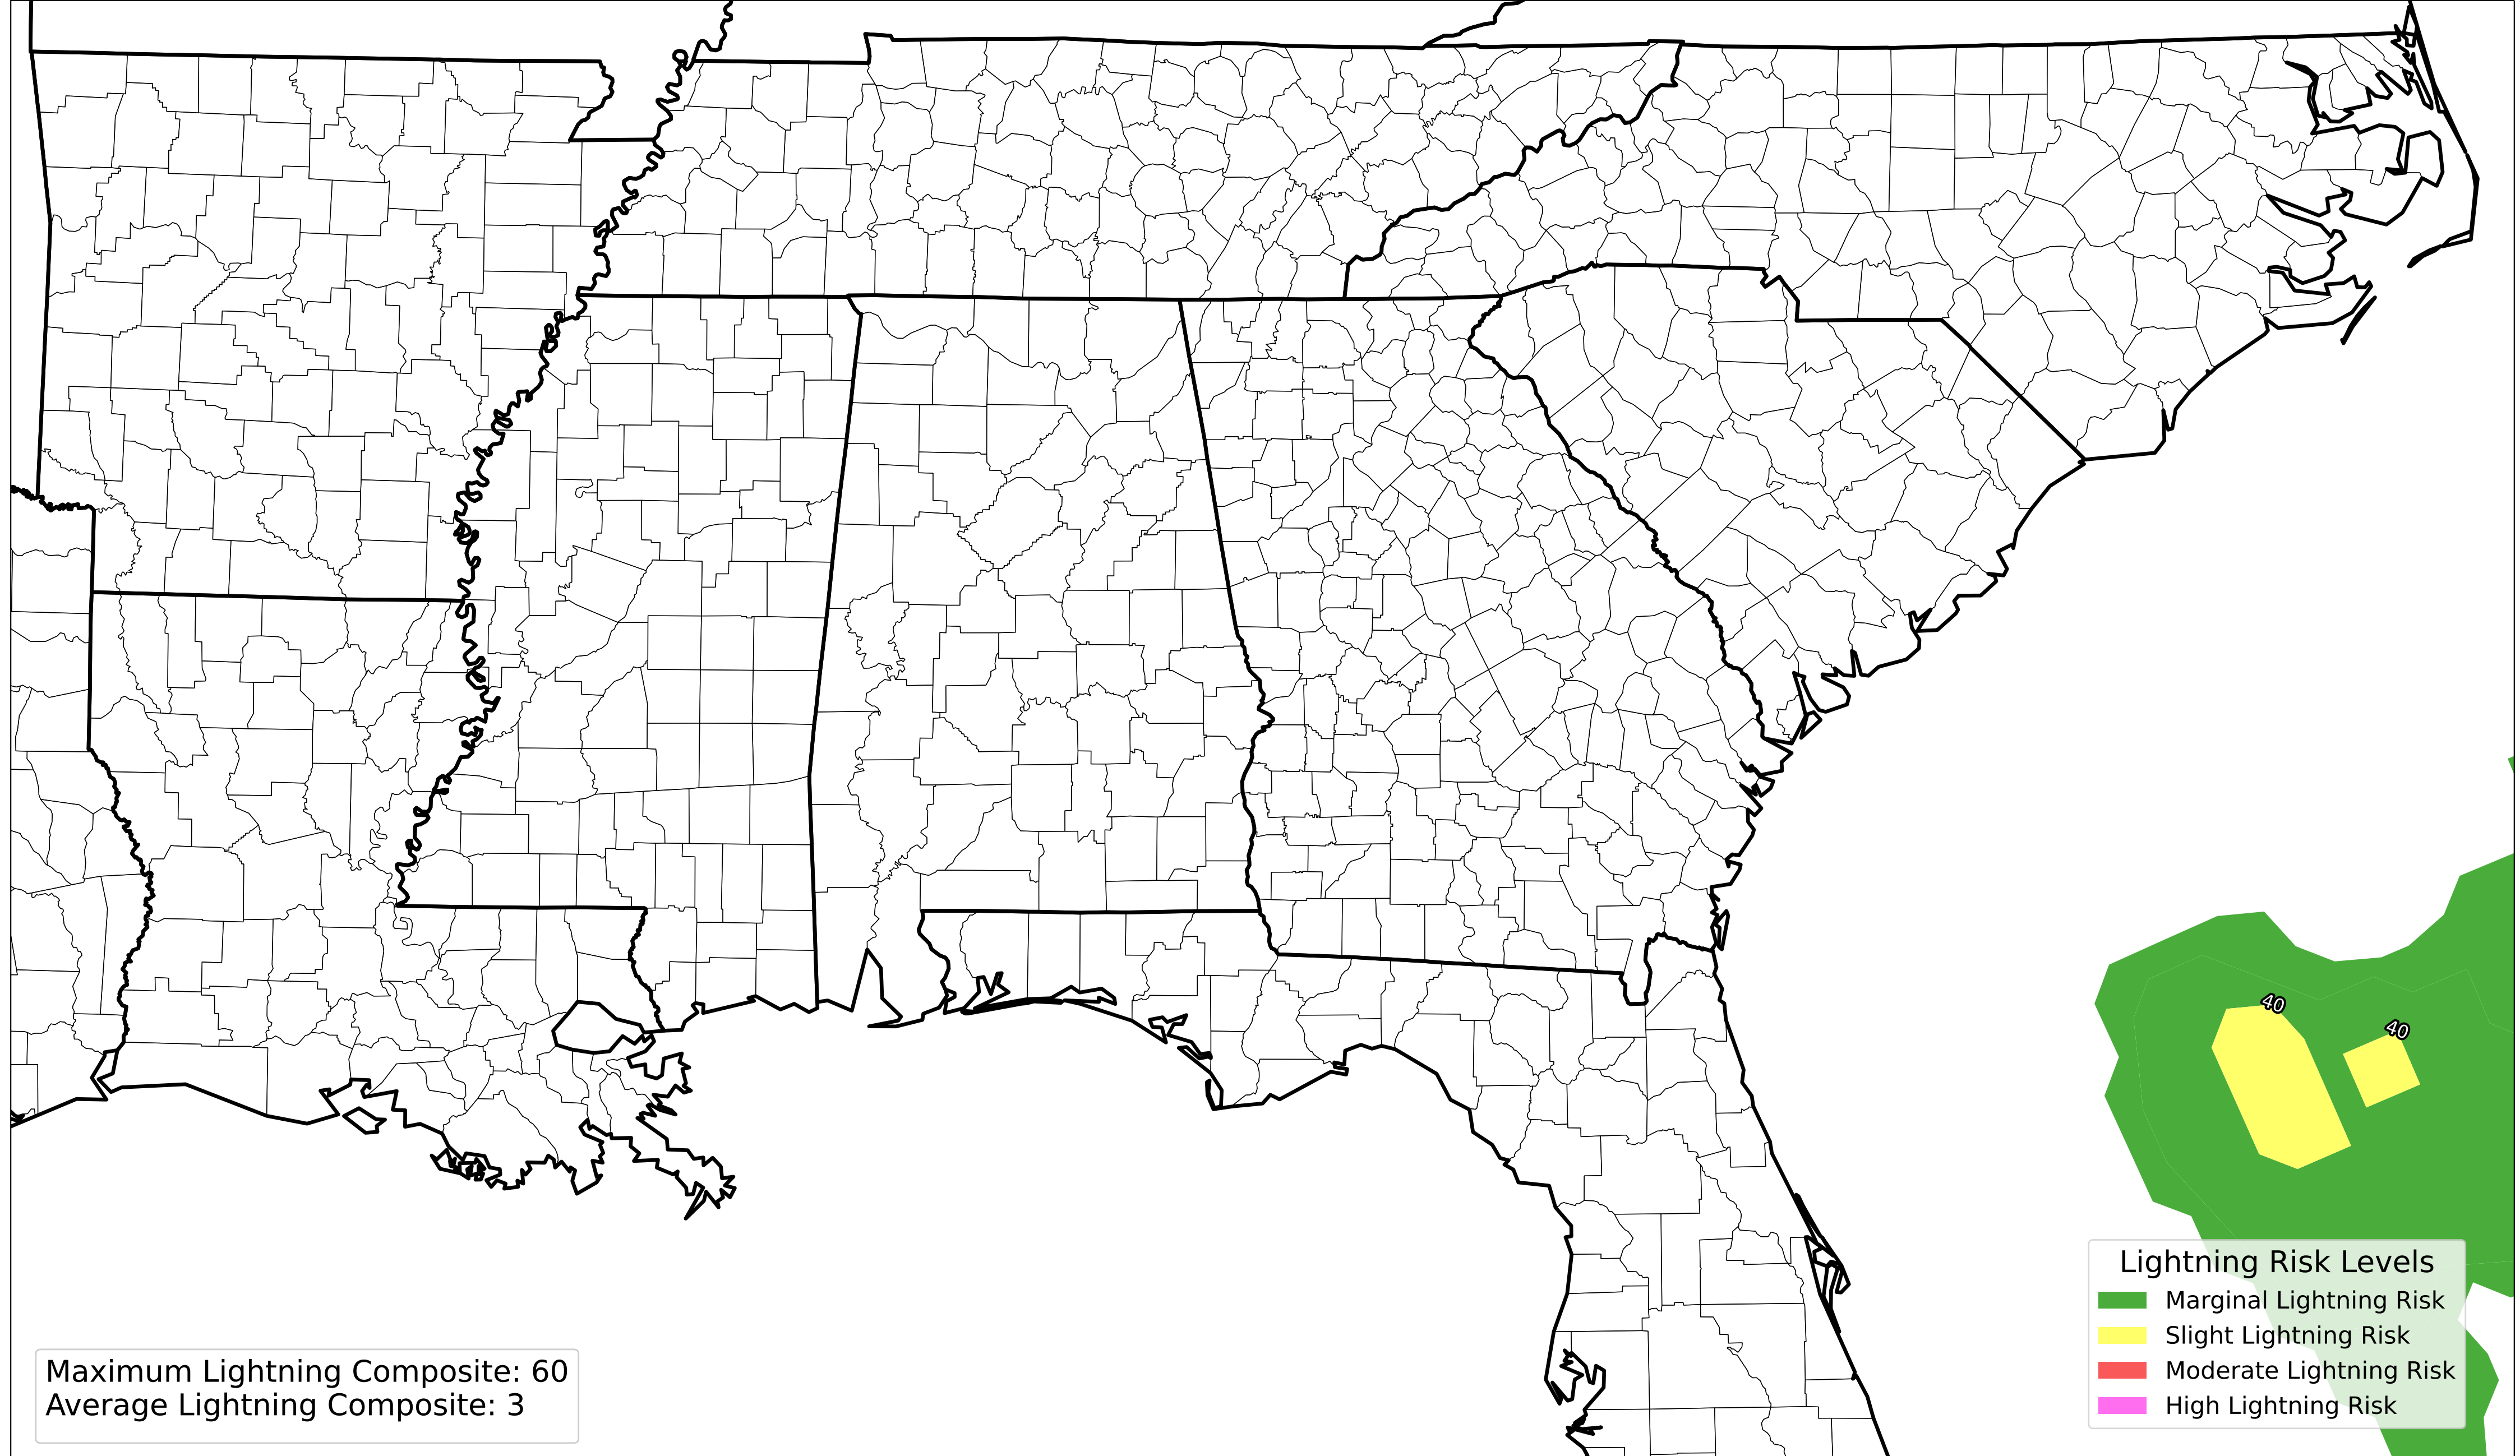 40
40
Lightning Risk Levels
Marginal Lightning Risk
Slight Lightning Risk
Moderate Lightning Risk
High Lightning Risk
Maximum Lightning Composite: 60
Average Lightning Composite: 3